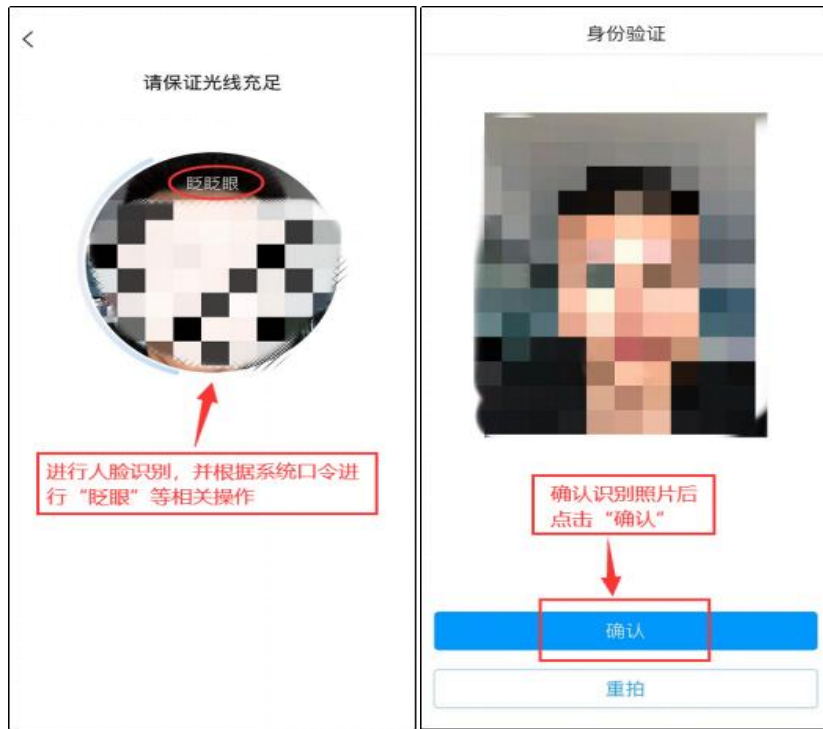 请保证光线充足
眨眨眼
进行人脸识别，并根据系统口令进
行“眨眼”等相关操作
身份验证
确认识别照片后
点击“确认”
确认
重拍